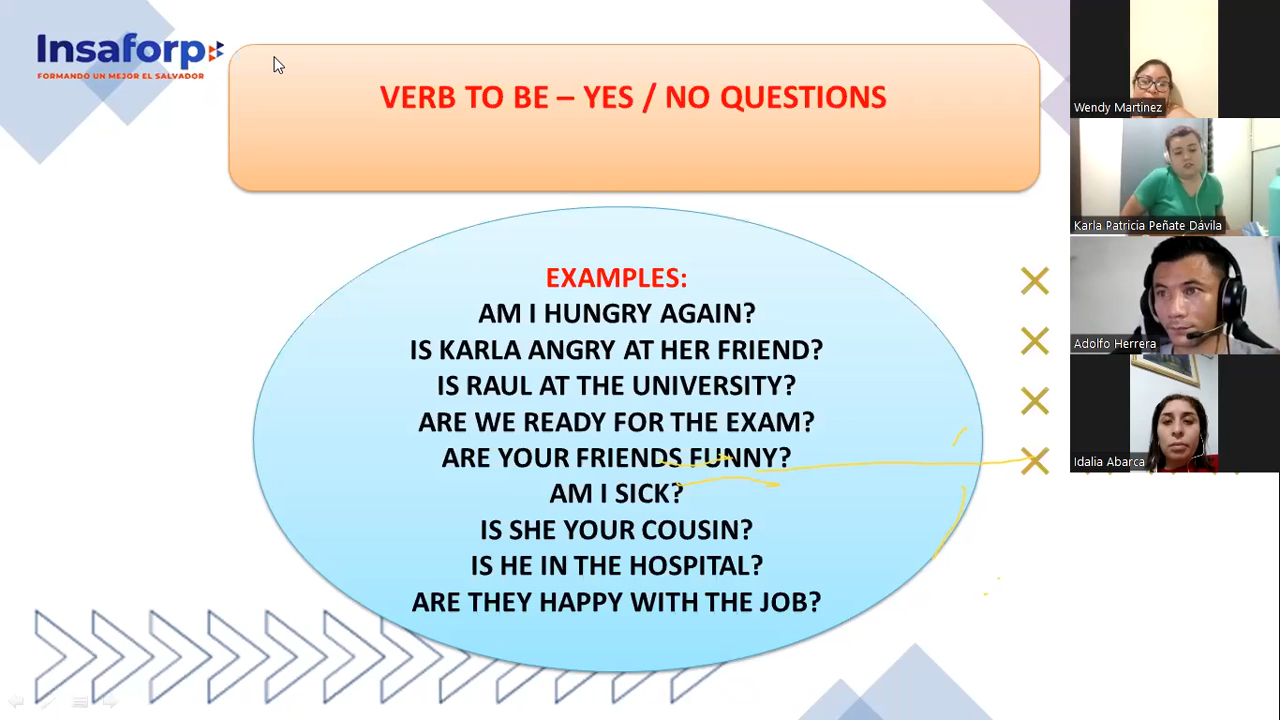 Insaforp
FORMANDO UN MEJOR EL SALVADOR
VERB TO BE – YES / NO QUESTIONS
EXAMPLES:
AM I HUNGRY AGAIN?
IS KARLA ANGRY AT HER FRIEND?
IS RAUL AT THE UNIVERSITY?
ARE WE READY FOR THE EXAM?
ARE YOUR FRIENDS FUNNY?
AM I SICK?
IS SHE YOUR COUSIN?
IS HE IN THE HOSPITAL?
ARE THEY HAPPY WITH THE JOB?
Wendy Martinez
Karla Patricia Peñate Dávila
Adolfo Herrera
Idalia Abarca